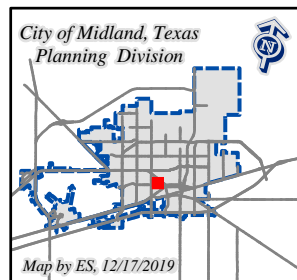 City of Midland, Texas
Planning Division
N
Map by ES, 12/17/2019